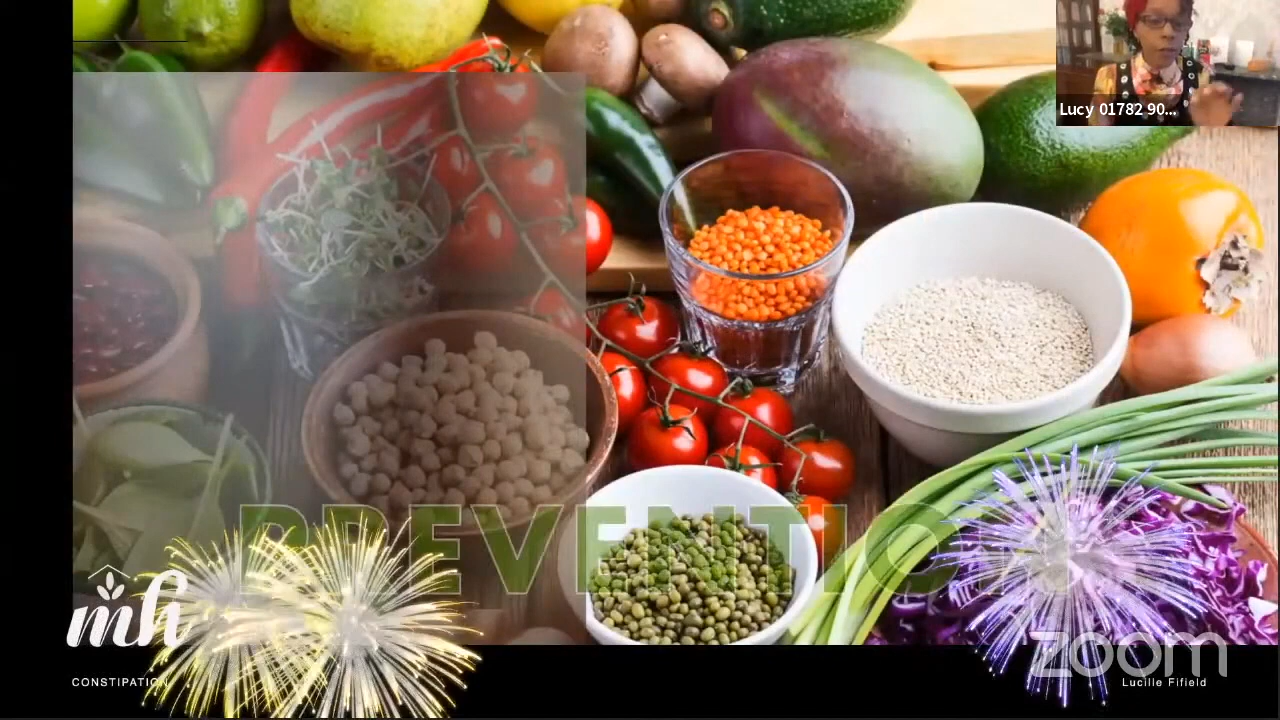 Lucy 01782 90...
PREVENTIO
mh
CONSTIPATION
zoom
Lucille Fifield